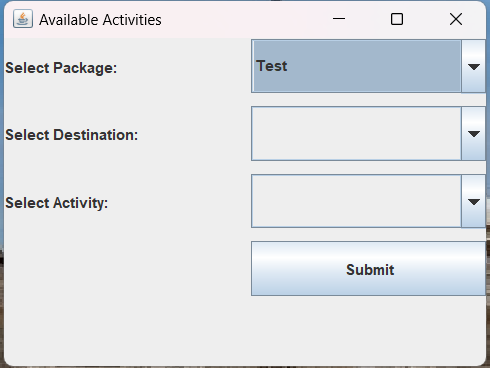 Available Activities
Select Package:
Test
Select Destination:
Select Activity:
Submit